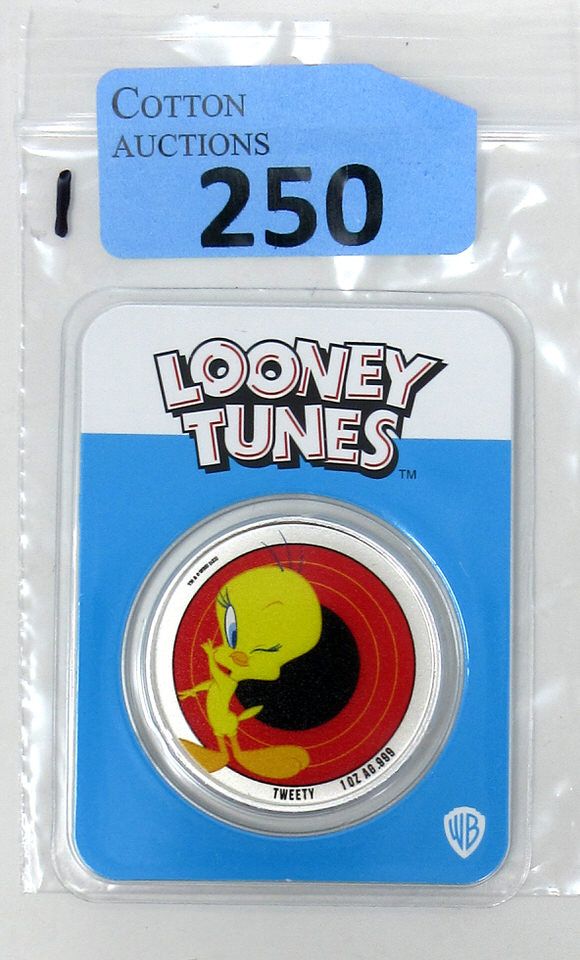 COTTON
AUCTIONS
250
1
LOONEY
TUNES
TM
TWEETY 1 OZ AG .999
WB